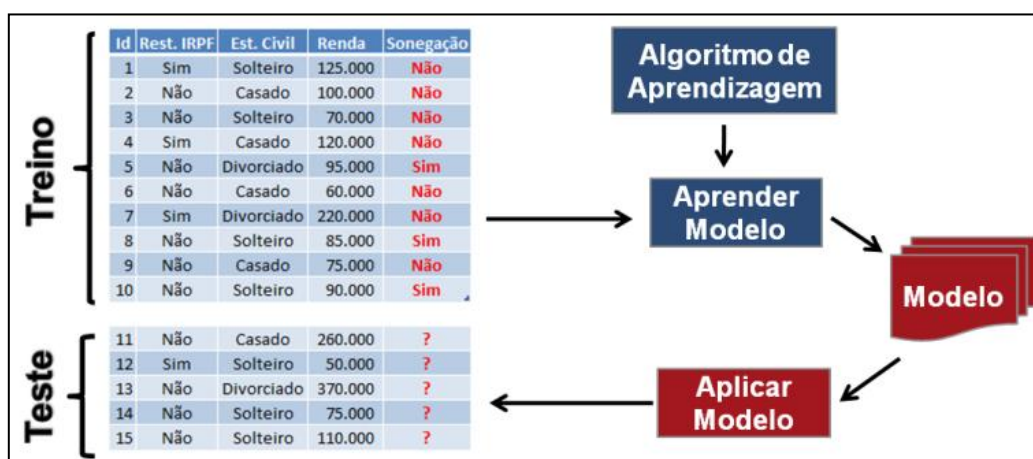 Treino
Id Rest. IRPF Est. Civil Renda Sonegação
1 Sim Solteiro 125.000 Não
2 Não Casado 100.000 Não
3 Não Solteiro 70.000 Não
4 Sim Casado 120.000 Não
5 Não Divorciado 95.000 Sim
6 Não Casado 60.000 Não
7 Sim Divorciado 220.000 Não
8 Não Solteiro 85.000 Sim
9 Não Casado 75.000 Não
10 Não Solteiro 90.000 Sim
Teste
11 Não Casado 260.000 ?
12 Sim Solteiro 50.000 ?
13 Não Divorciado 370.000 ?
14 Não Solteiro 75.000 ?
15 Não Solteiro 110.000 ?
Algoritmo de
Aprendizagem
Aprender
Modelo
Modelo
Aplicar
Modelo